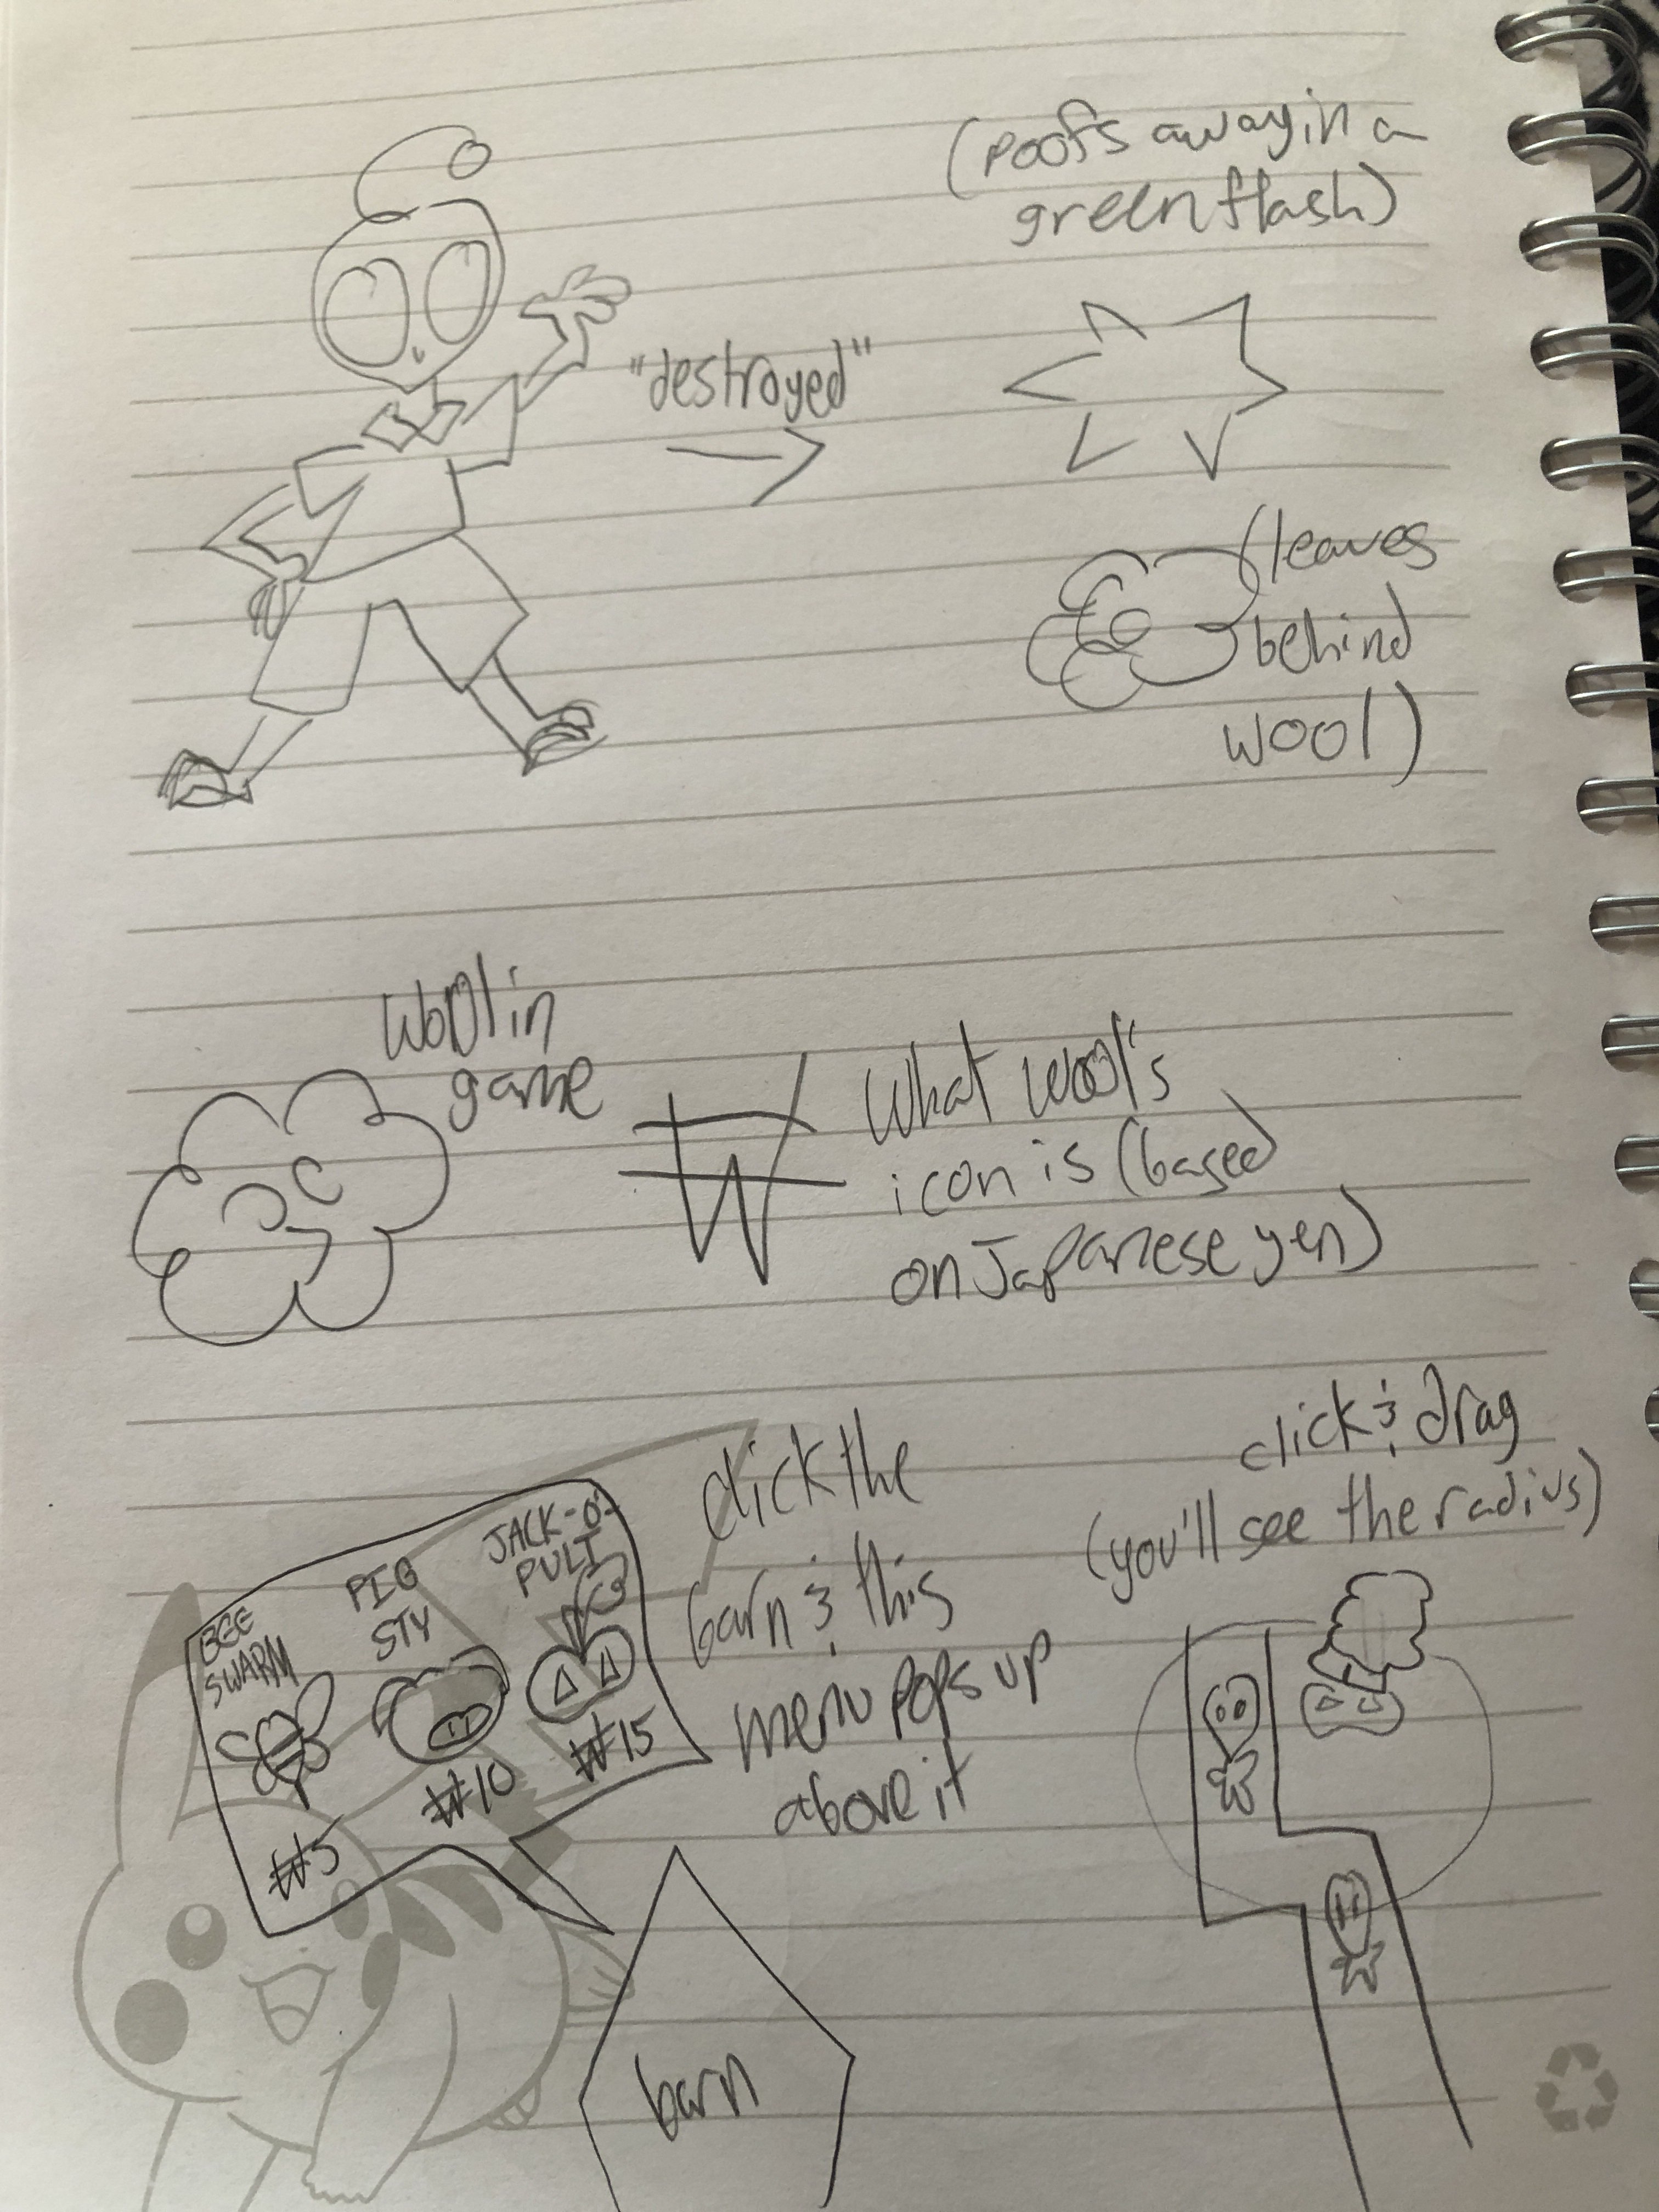 (poofs away in a
green flash)
"destroyed"
(leaves
behind
wool)
Wool in
game
What wool's
icon is (based
on Japanese yen)
click the
barn & this
menu pops up
above it
BEE
SWARM
₩5
PIG
STY
₩10
JACK-O'-
PULT
₩15
barn
click & drag
(you'll see the radius)